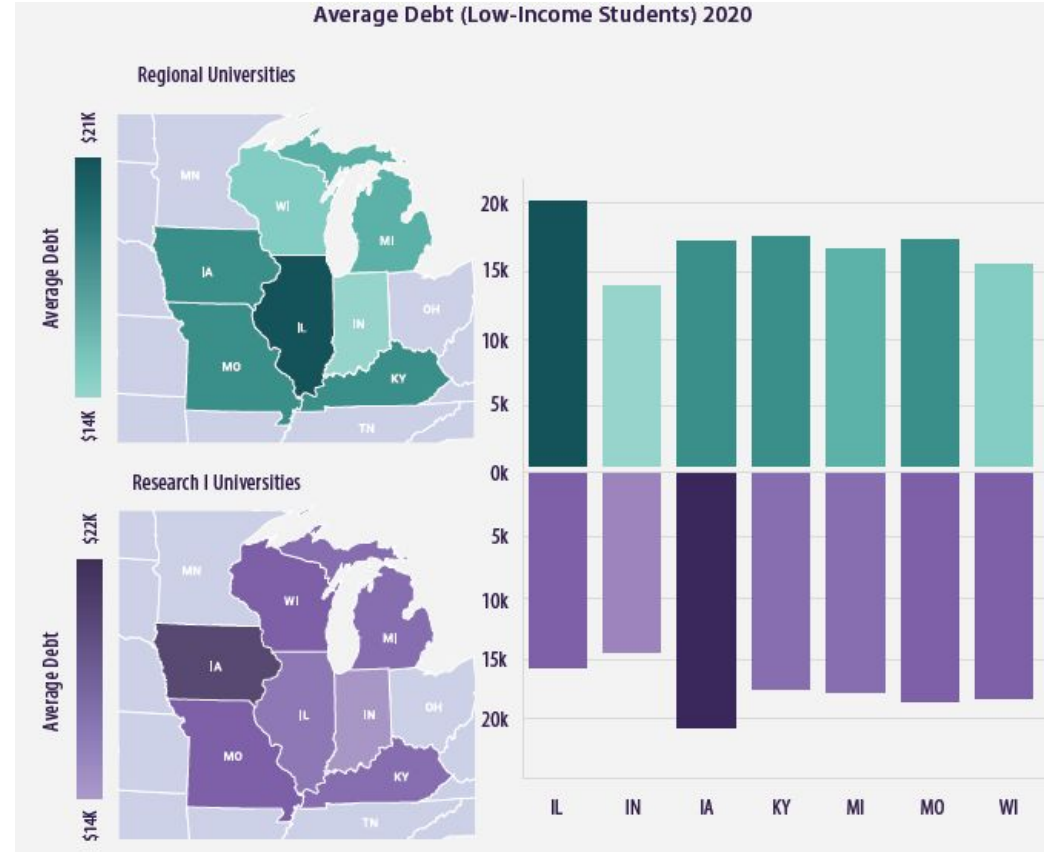 Average Debt (Low-Income Students) 2020
Regional Universities
$21K
Average Debt
$14K
MN
WI
MI
IA
IL
IN
OH
MO
KY
TN
Research I Universities
$22K
Average Debt
$14K
MN
WI
MI
IA
IL
IN
OH
MO
KY
TN
20k
15k
10k
5k
0k
5k
10k
15k
20k
IL IN IA KY MI MO WI